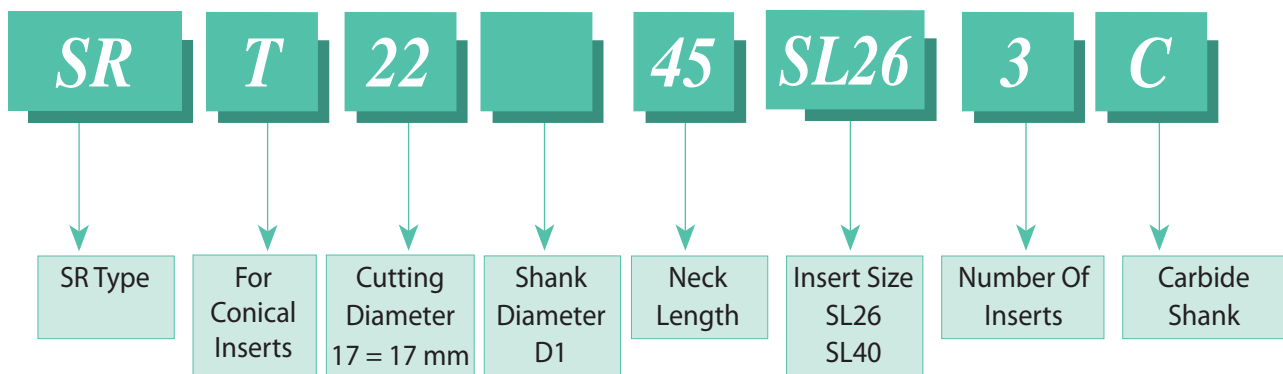 SR T 22 45 SL26 3 C
SR Type
For
Conical
Inserts
Cutting
Diameter
17 = 17 mm
Shank
Diameter
D1
Neck
Length
Insert Size
SL26
SL40
Number Of
Inserts
Carbide
Shank